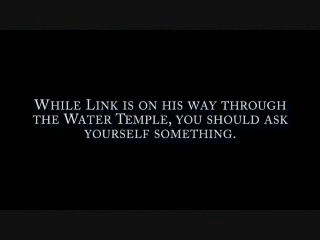 While Link is on his way through
the Water Temple, you should ask
yourself something.